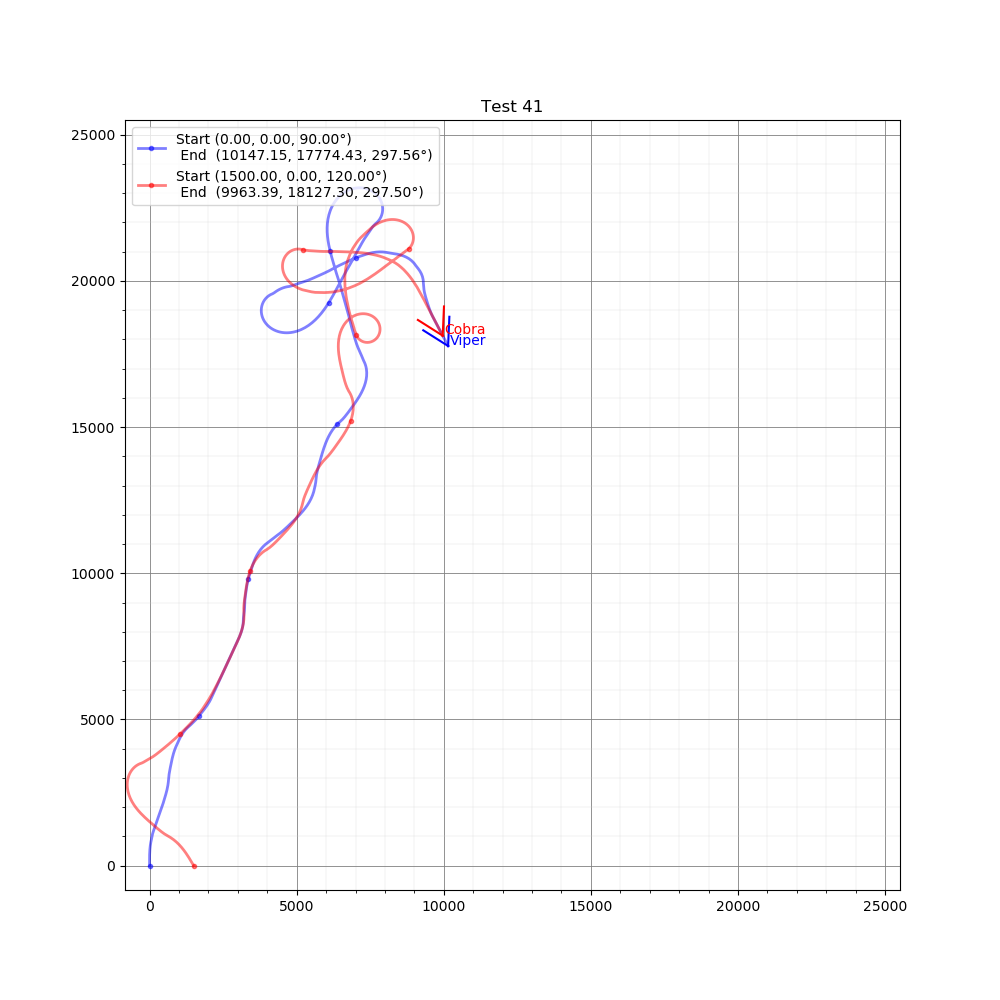 Test 41
25000
Start (0.00, 0.00, 90.00°)
End (10147.15, 17774.43, 297.56°)
Start (1500.00, 0.00, 120.00°)
End (9963.39, 18127.30, 297.50°)
20000
Cobra
Viper
15000
10000
5000
0
0 5000 10000 15000 20000 25000